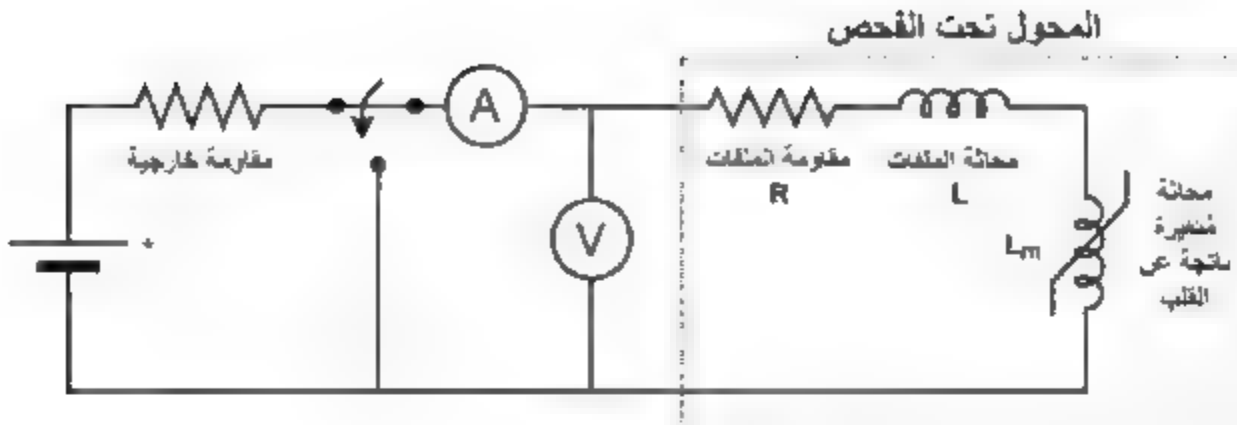 المحول تحت الفحص
A
مقاومة خارجية
مقاومة الملفات
R
محاثة الملفات
L
+
V
Lm
محاثة
متغيرة
ناتجة عن
القلب